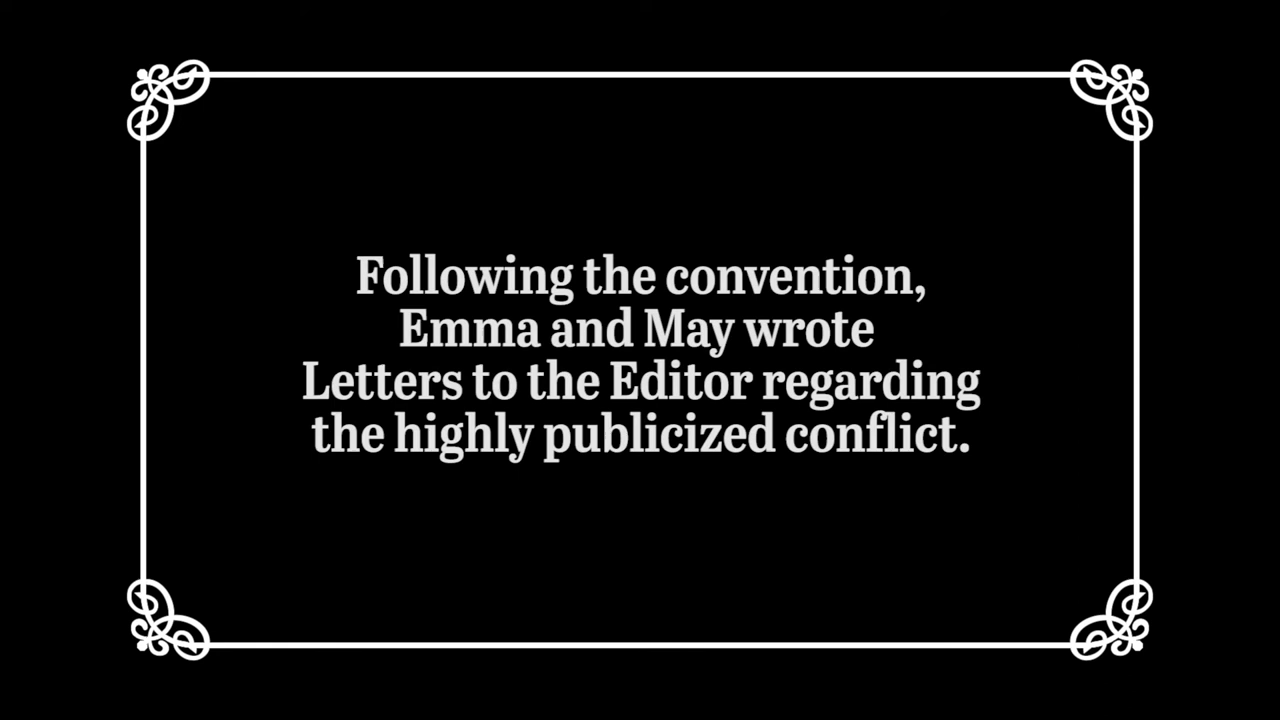 Following the convention,
Emma and May wrote
Letters to the Editor regarding
the highly publicized conflict.